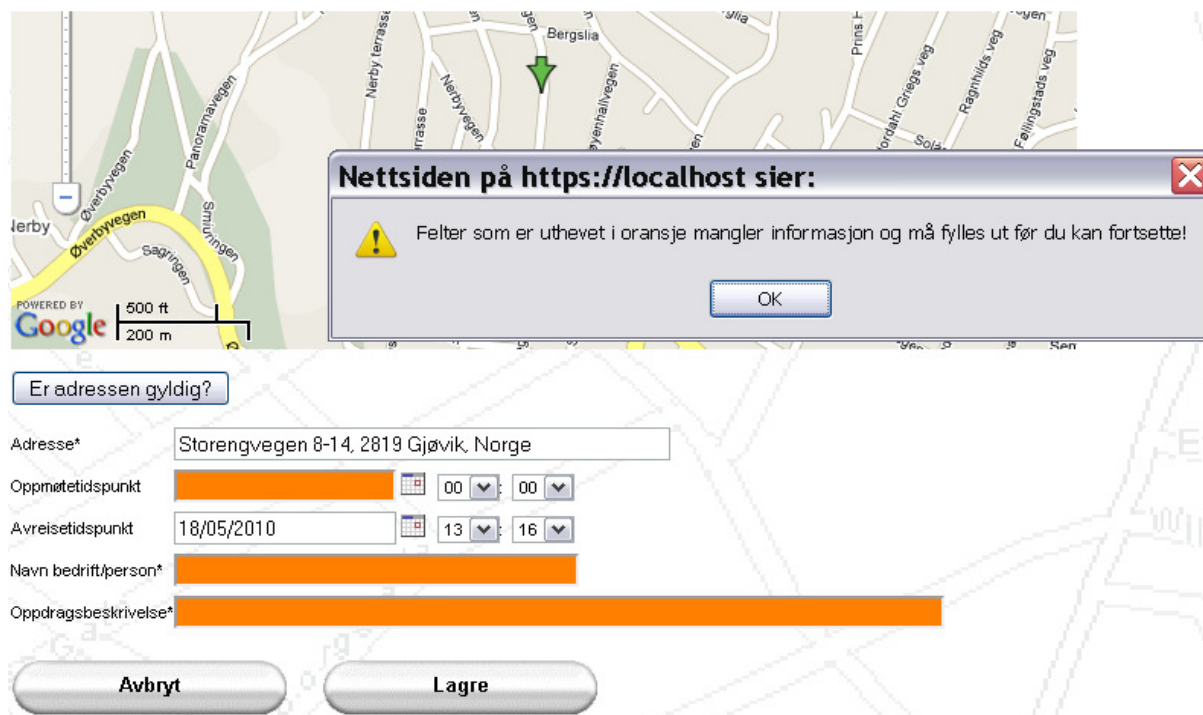 Bergslia
Nerby terrasse
Nerbyvegen
Panoramavegen
Ragnhilds veg
Føllingstads veg
Øverbyvegen
Nettsiden på https://localhost sier:
Felter som er uthevet i oransje mangler informasjon og må fylles ut før du kan fortsette!
OK
Øverbyvegen
Smiuringen
Sagringen
POWERED BY
Google
500 ft
200 m
Er adressen gyldig?
Adresse* Storengvegen 8-14, 2819 Gjøvik, Norge
Oppmøtetidspunkt 00 : 00
Avreisetidspunkt 18/05/2010 13 : 16
Navn bedrift/person*
Oppdragsbeskrivelse*
Avbryt Lagre